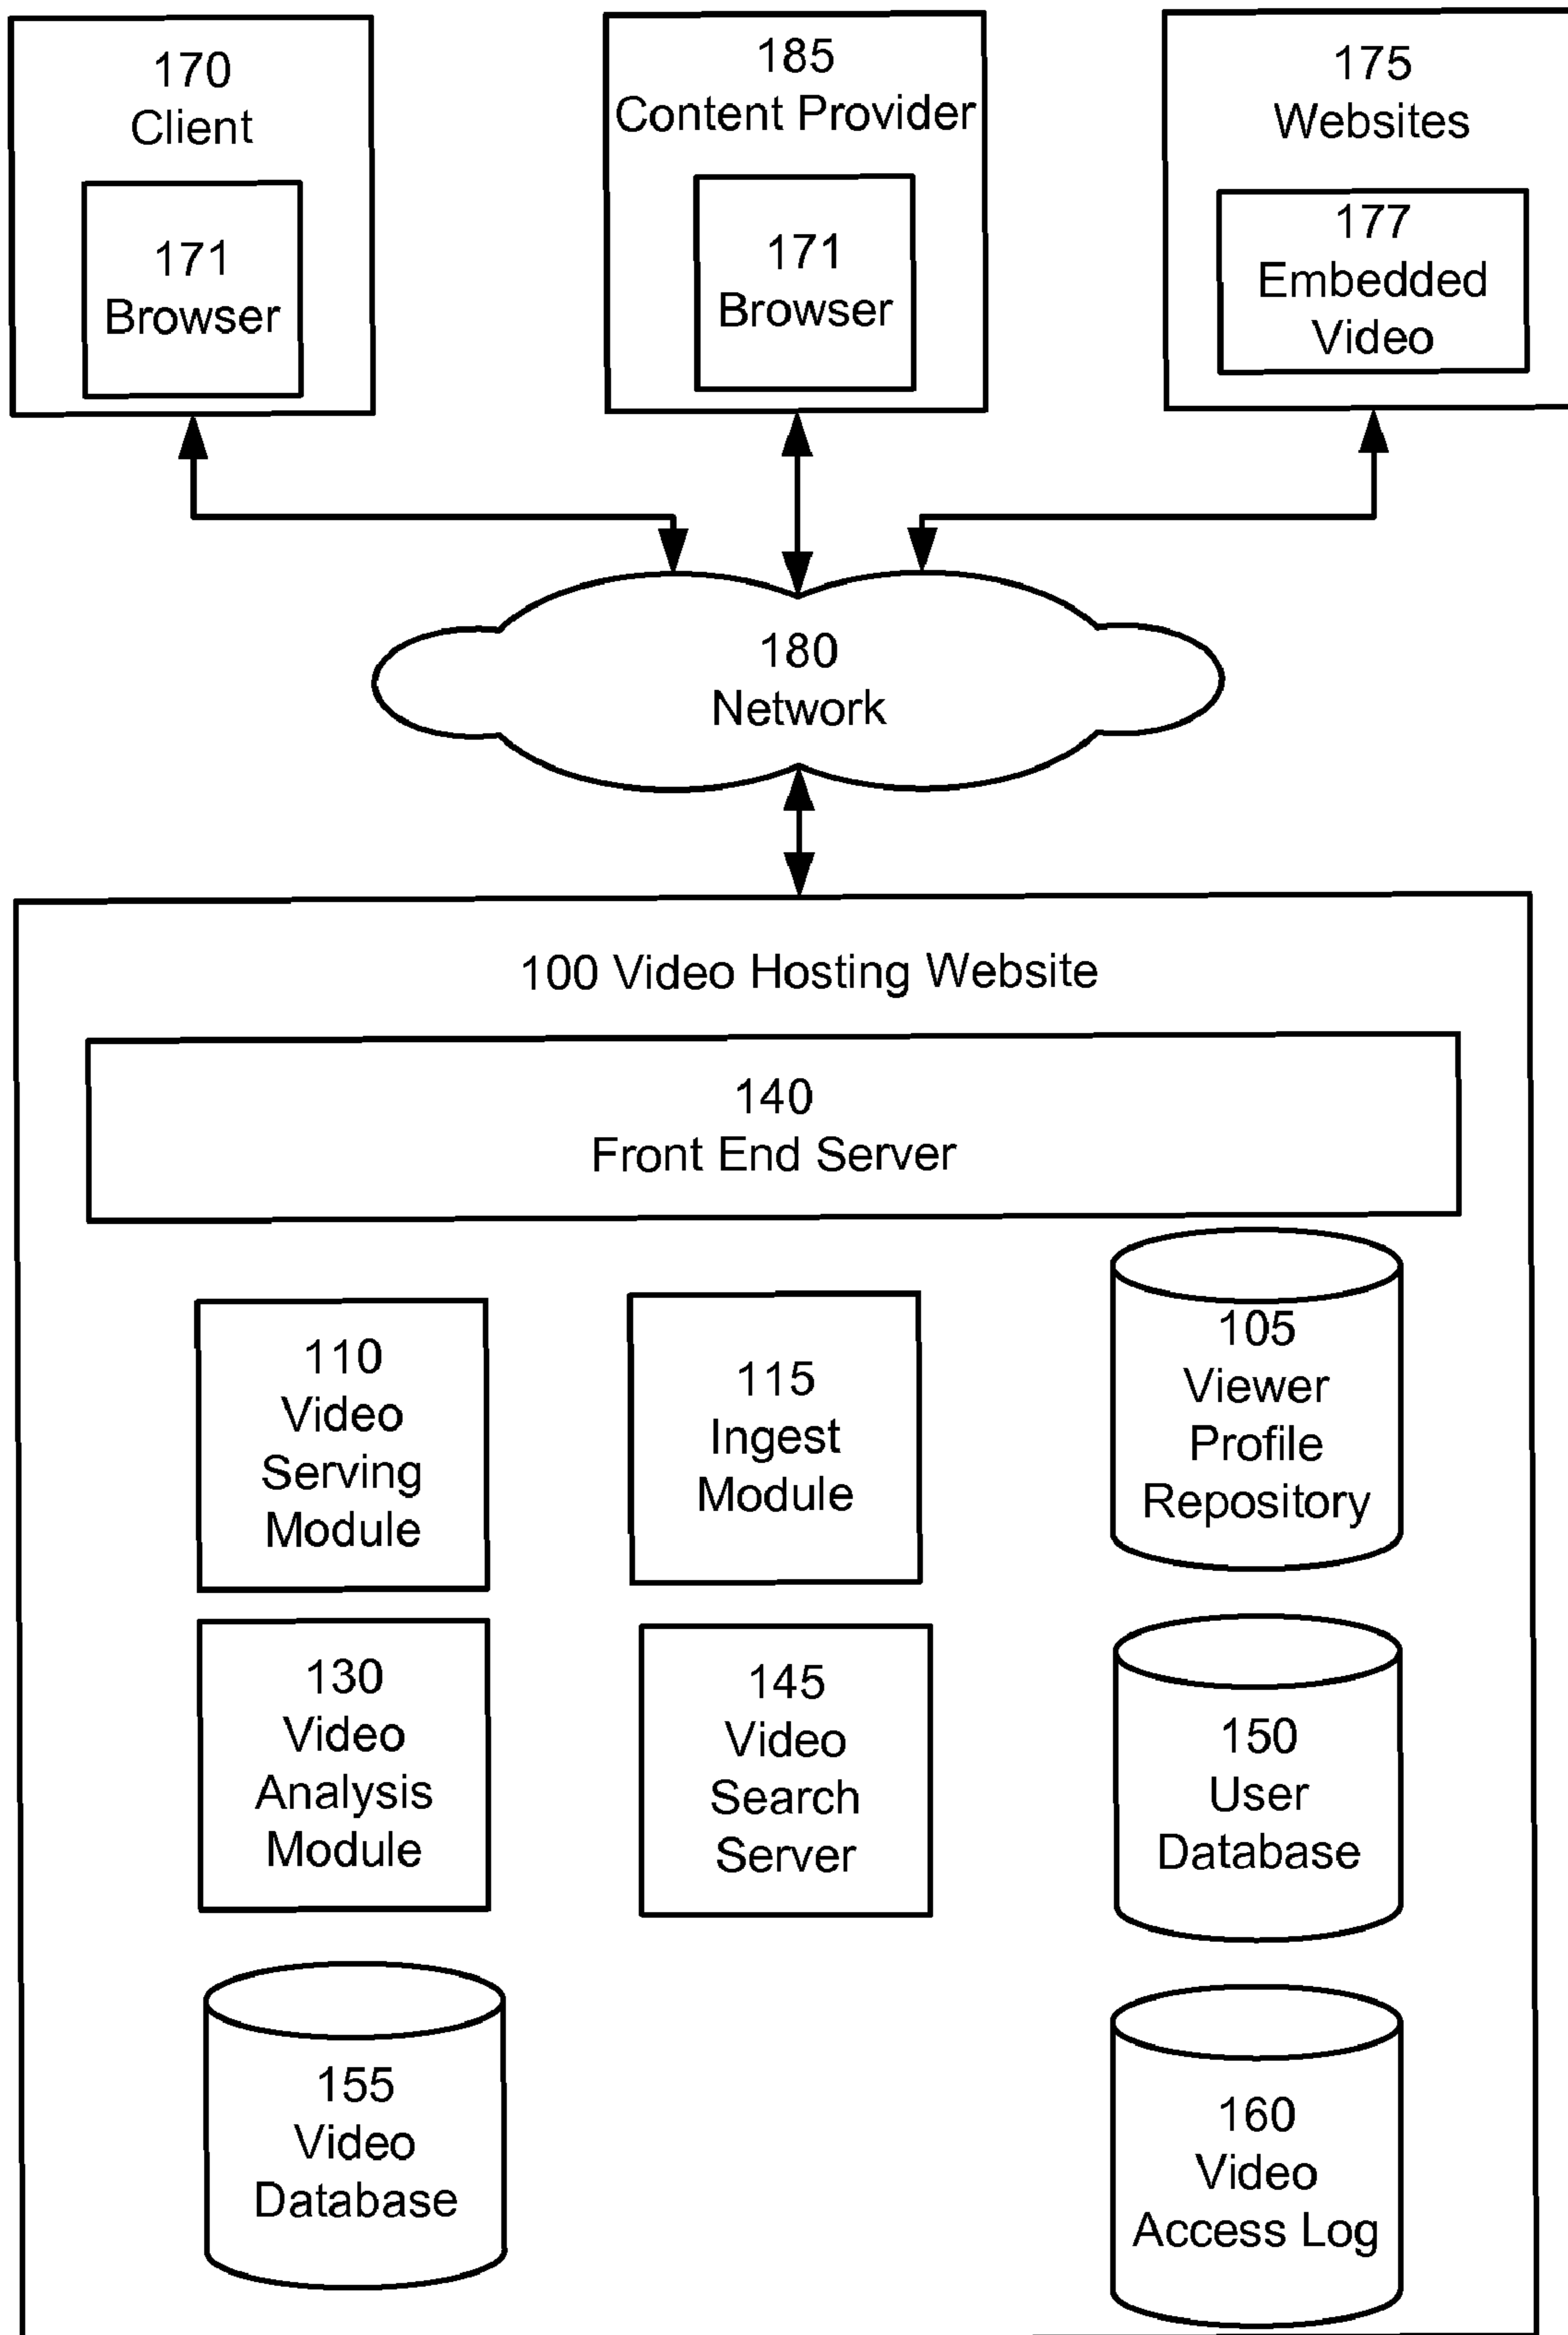 170
Client
171
Browser
185
Content Provider
171
Browser
175
Websites
177
Embedded
Video
180
Network
100 Video Hosting Website
140
Front End Server
110
Video
Serving
Module
115
Ingest
Module
105
Viewer
Profile
Repository
130
Video
Analysis
Module
145
Video
Search
Server
150
User
Database
155
Video
Database
160
Video
Access Log